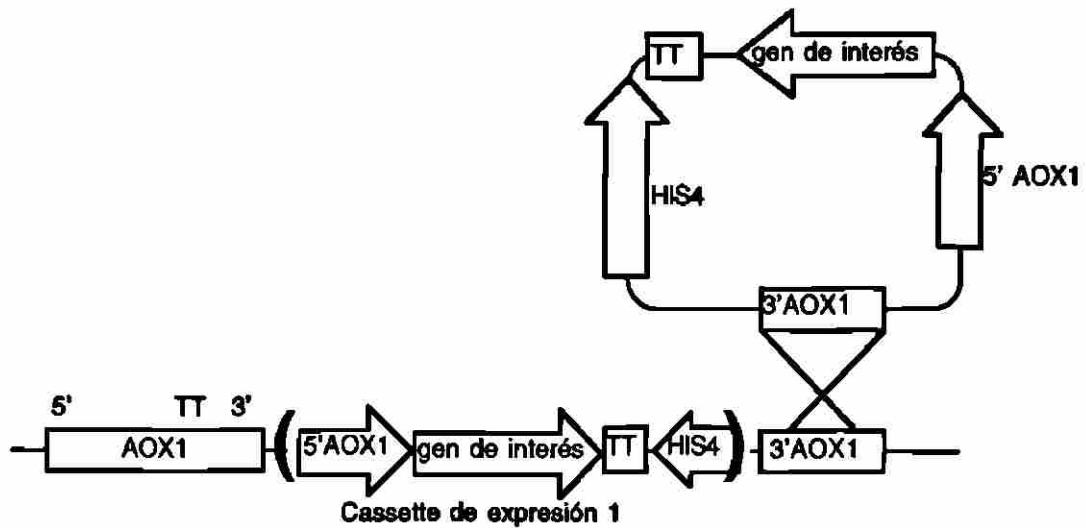 TT
gen de interés
HIS4
5' AOX1
3'AOX1
5' TT 3'
AOX1
5'AOX1
gen de interés
TT
HIS4
3'AOX1
Cassette de expresión 1